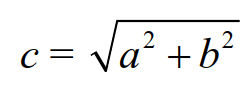 c = √(a² + b²)